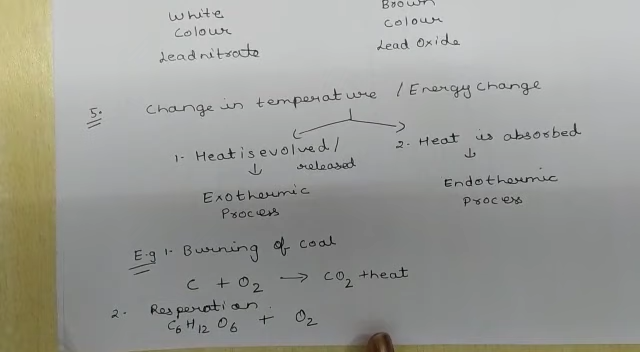 White Brown
Colour Colour
Lead nitrate Lead Oxide
5. Change in temperature / Energy Change
1. Heat is evolved / released 2. Heat is absorbed
↓ ↓
Exothermic Process Endothermic Process
E.g 1. Burning of coal
C + O2 → CO2 + heat
2. Resperation :
C6H12O6 + O2